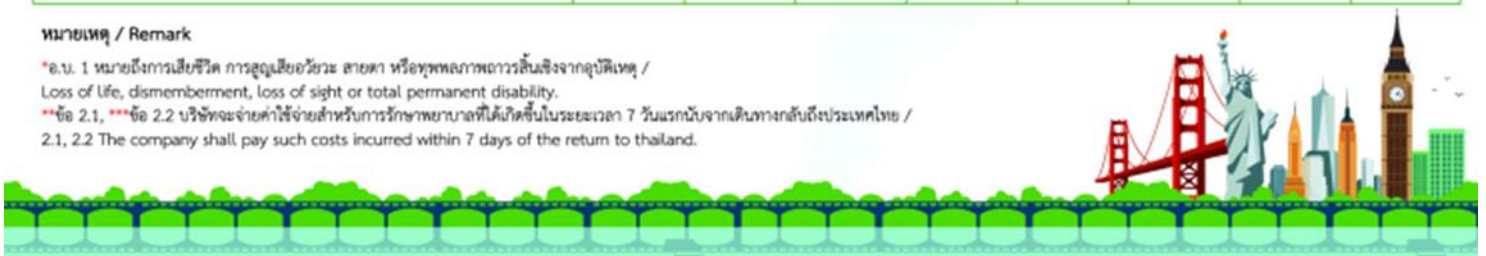 หมายเหตุ / Remark
*อ.บ. 1 หมายถึงการเสียชีวิต การสูญเสียอวัยวะ สายตา หรือทุพพลภาพถาวรสิ้นเชิงจากอุบัติเหตุ /
Loss of life, dismemberment, loss of sight or total permanent disability.
**ข้อ 2.1, ***ข้อ 2.2 บริษัทจะจ่ายค่าใช้จ่ายสำหรับการรักษาพยาบาลที่ได้เกิดขึ้นในระยะเวลา 7 วันแรกนับจากเดินทางกลับถึงประเทศไทย /
2.1, 2.2 The company shall pay such costs incurred within 7 days of the return to thailand.